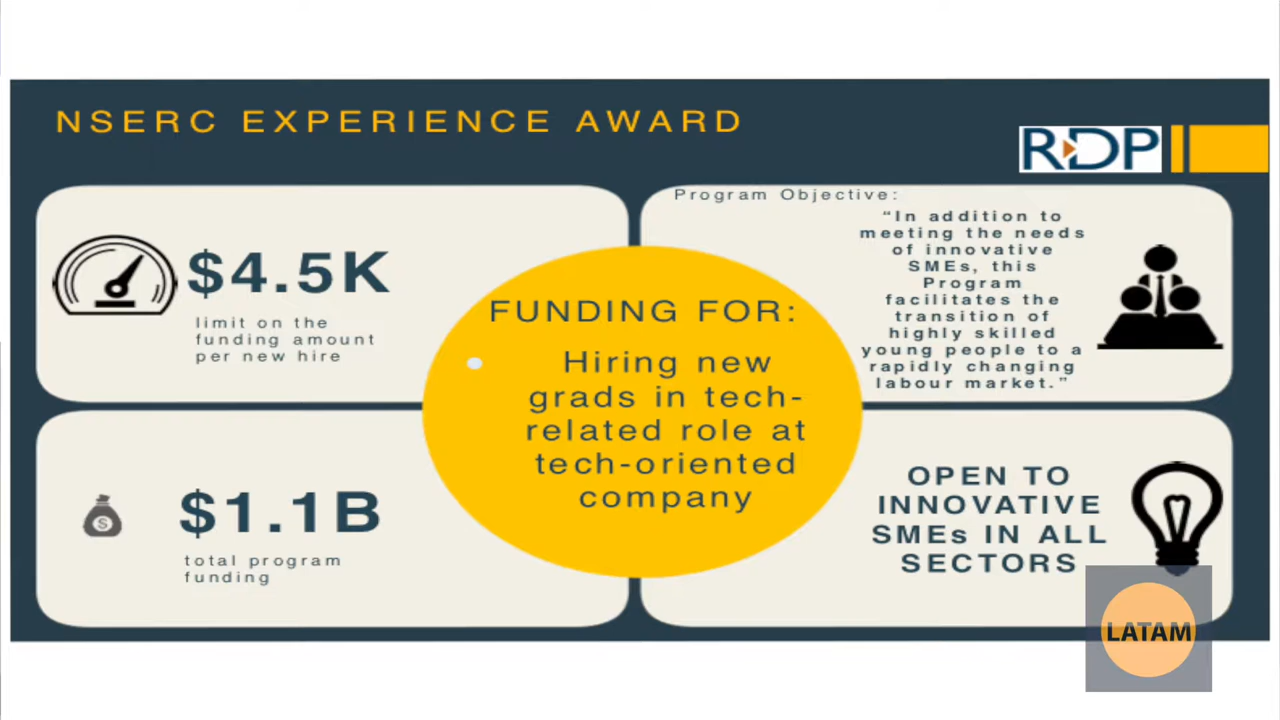 NSERC EXPERIENCE AWARD
RDP
$4.5K
limit on the
funding amount
per new hire
Program Objective:
“In addition to
meeting the needs
of innovative
SMEs, this
Program
facilitates the
transition of
highly skilled
young people to a
rapidly changing
labour market.”
FUNDING FOR:
Hiring new
grads in tech-
related role at
tech-oriented
company
$1.1B
total program
funding
OPEN TO
INNOVATIVE
SMEs IN ALL
SECTORS
LATAM